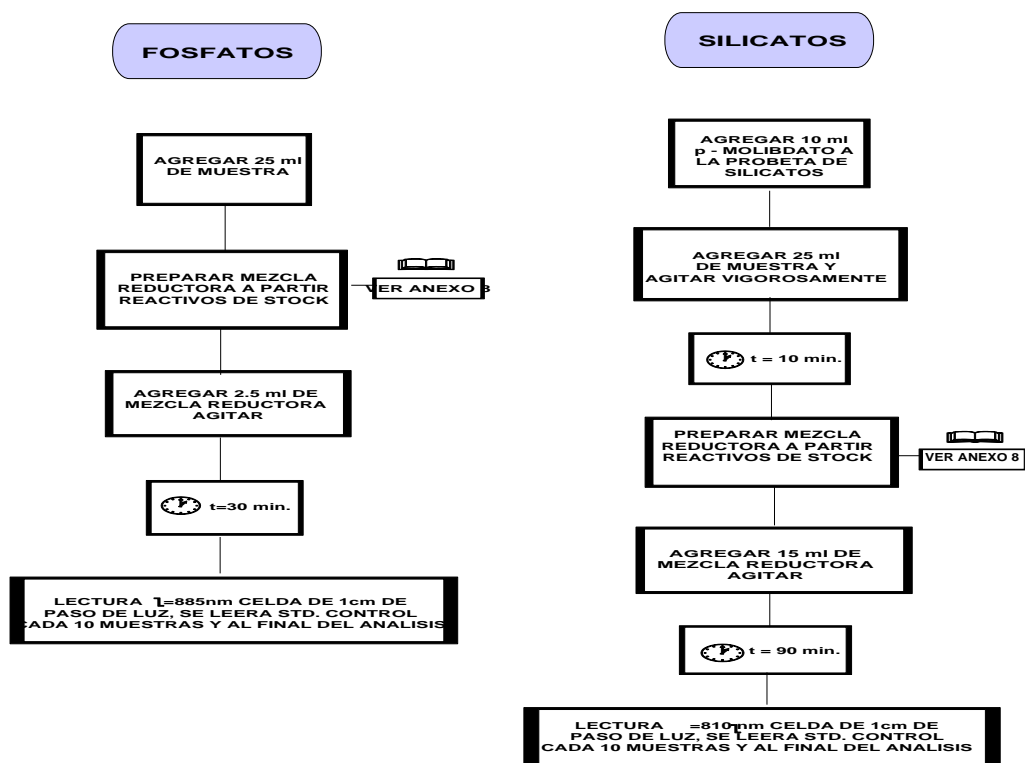 FOSFATOS
AGREGAR 25 ml
DE MUESTRA
PREPARAR MEZCLA
REDUCTORA A PARTIR
REACTIVOS DE STOCK
VER ANEXO 8
AGREGAR 2.5 ml DE
MEZCLA REDUCTORA
AGITAR
t=30 min.
LECTURA =885nm CELDA DE 1cm DE
PASO DE LUZ, SE LEERA STD. CONTROL
CADA 10 MUESTRAS Y AL FINAL DEL ANALISIS
SILICATOS
AGREGAR 10 ml
p - MOLIBDATO A
LA PROBETA DE
SILICATOS
AGREGAR 25 ml
DE MUESTRA Y
AGITAR VIGOROSAMENTE
t = 10 min.
PREPARAR MEZCLA
REDUCTORA A PARTIR
REACTIVOS DE STOCK
VER ANEXO 8
AGREGAR 15 ml DE
MEZCLA REDUCTORA
AGITAR
t = 90 min.
LECTURA =810 nm CELDA DE 1cm DE
PASO DE LUZ, SE LEERA STD. CONTROL
CADA 10 MUESTRAS Y AL FINAL DEL ANALISIS